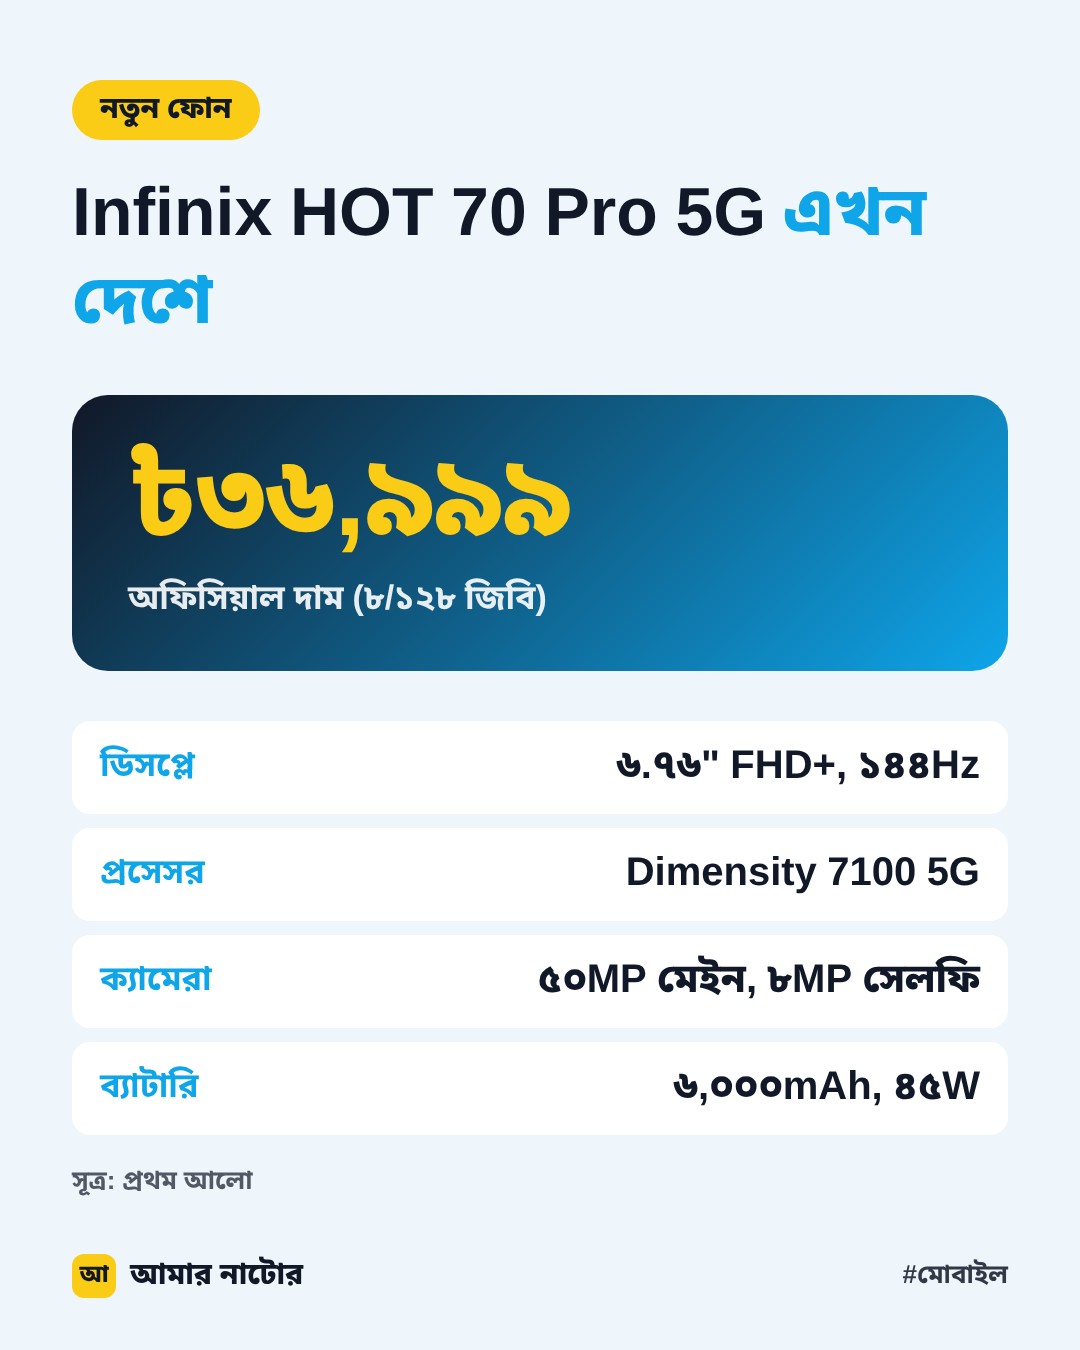 নতুন ফোন
Infinix HOT 70 Pro 5G এখন
দেশে
৳৩৬,৯৯৯
অফিসিয়াল দাম (৮/১২৮ জিবি)
ডিসপ্লে ৬.৭৬" FHD+, ১৪৪Hz
প্রসেসর Dimensity 7100 5G
ক্যামেরা ৫০MP মেইন, ৮MP সেলফি
ব্যাটারি ৬,০০০mAh, ৪৫W
সূত্র: প্রথম আলো
আ আমার নাটোর #মোবাইল